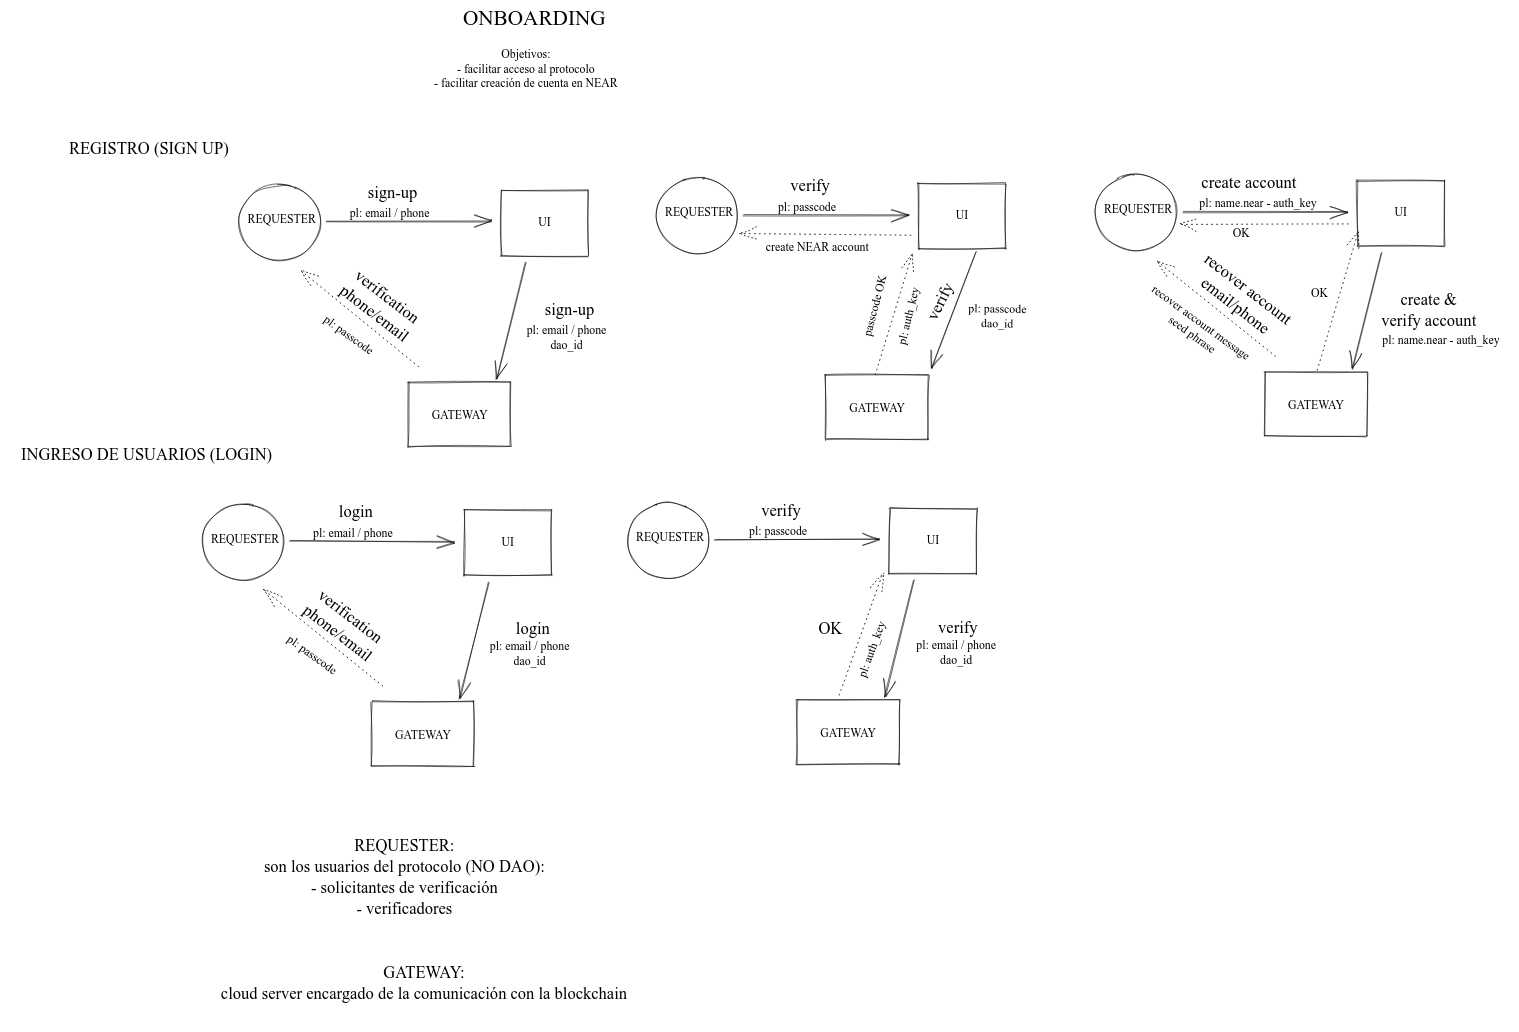 ONBOARDING
Objetivos:
- facilitar acceso al protocolo
- facilitar creación de cuenta en NEAR
REGISTRO (SIGN UP)
REQUESTER
sign-up
pl: email / phone
UI
verification
phone/email
pl: passcode
sign-up
pl: email / phone
dao_id
GATEWAY
REQUESTER
verify
pl: passcode
UI
create NEAR account
passcode OK
pl: auth_key
verify
pl: passcode
dao_id
GATEWAY
REQUESTER
create account
pl: name.near - auth_key
UI
OK
recover account
email/phone
recover account message
seed phrase
OK
create &
verify account
pl: name.near - auth_key
GATEWAY
INGRESO DE USUARIOS (LOGIN)
REQUESTER
login
pl: email / phone
UI
verification
phone/email
pl: passcode
login
pl: email / phone
dao_id
GATEWAY
REQUESTER
verify
pl: passcode
UI
OK
pl: auth_key
verify
pl: email / phone
dao_id
GATEWAY
REQUESTER:
son los usuarios del protocolo (NO DAO):
- solicitantes de verificación
- verificadores
GATEWAY:
cloud server encargado de la comunicación con la blockchain